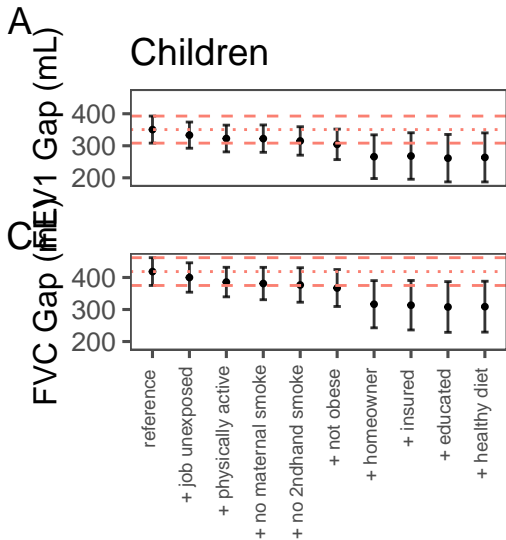 A
Children
FEV1 Gap (mL)
400
300
200
C
FVC Gap (mL)
400
300
200
reference
+ job unexposed
+ physically active
+ no maternal smoke
+ no 2ndhand smoke
+ not obese
+ homeowner
+ insured
+ educated
+ healthy diet